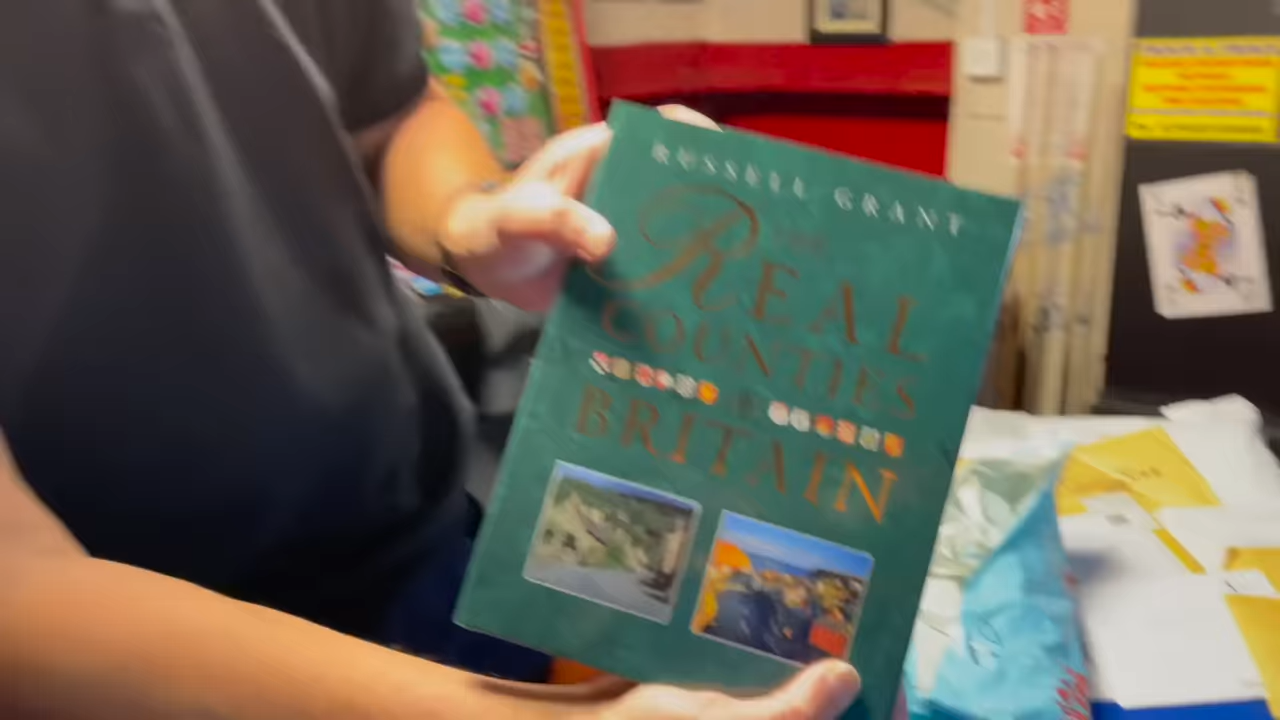 RUSSELL GRANT
THE
REAL
COUNTIES
OF
BRITAIN